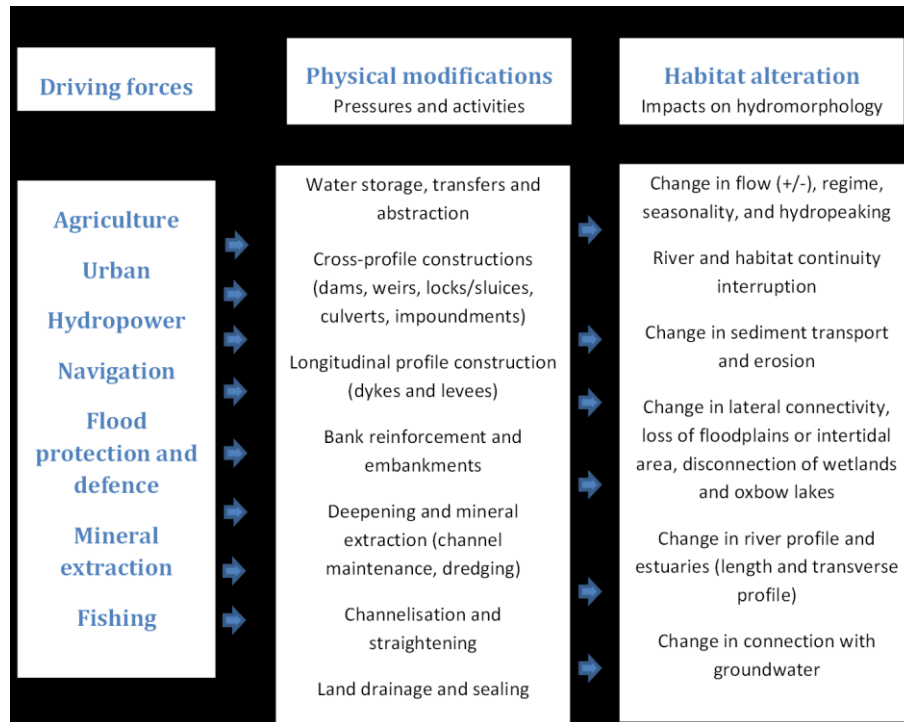 Driving forces
Physical modifications
Pressures and activities
Habitat alteration
Impacts on hydromorphology
Agriculture
Urban
Hydropower
Navigation
Flood
protection and
defence
Mineral
extraction
Fishing
Water storage, transfers and
abstraction
Cross-profile constructions
(dams, weirs, locks/sluices,
culverts, impoundments)
Longitudinal profile construction
(dykes and levees)
Bank reinforcement and
embankments
Deepening and mineral
extraction (channel
maintenance, dredging)
Channelisation and
straightening
Land drainage and sealing
Change in flow (+/-), regime,
seasonality, and hydropeaking
River and habitat continuity
interruption
Change in sediment transport
and erosion
Change in lateral connectivity,
loss of floodplains or intertidal
area, disconnection of wetlands
and oxbow lakes
Change in river profile and
estuaries (length and transverse
profile)
Change in connection with
groundwater